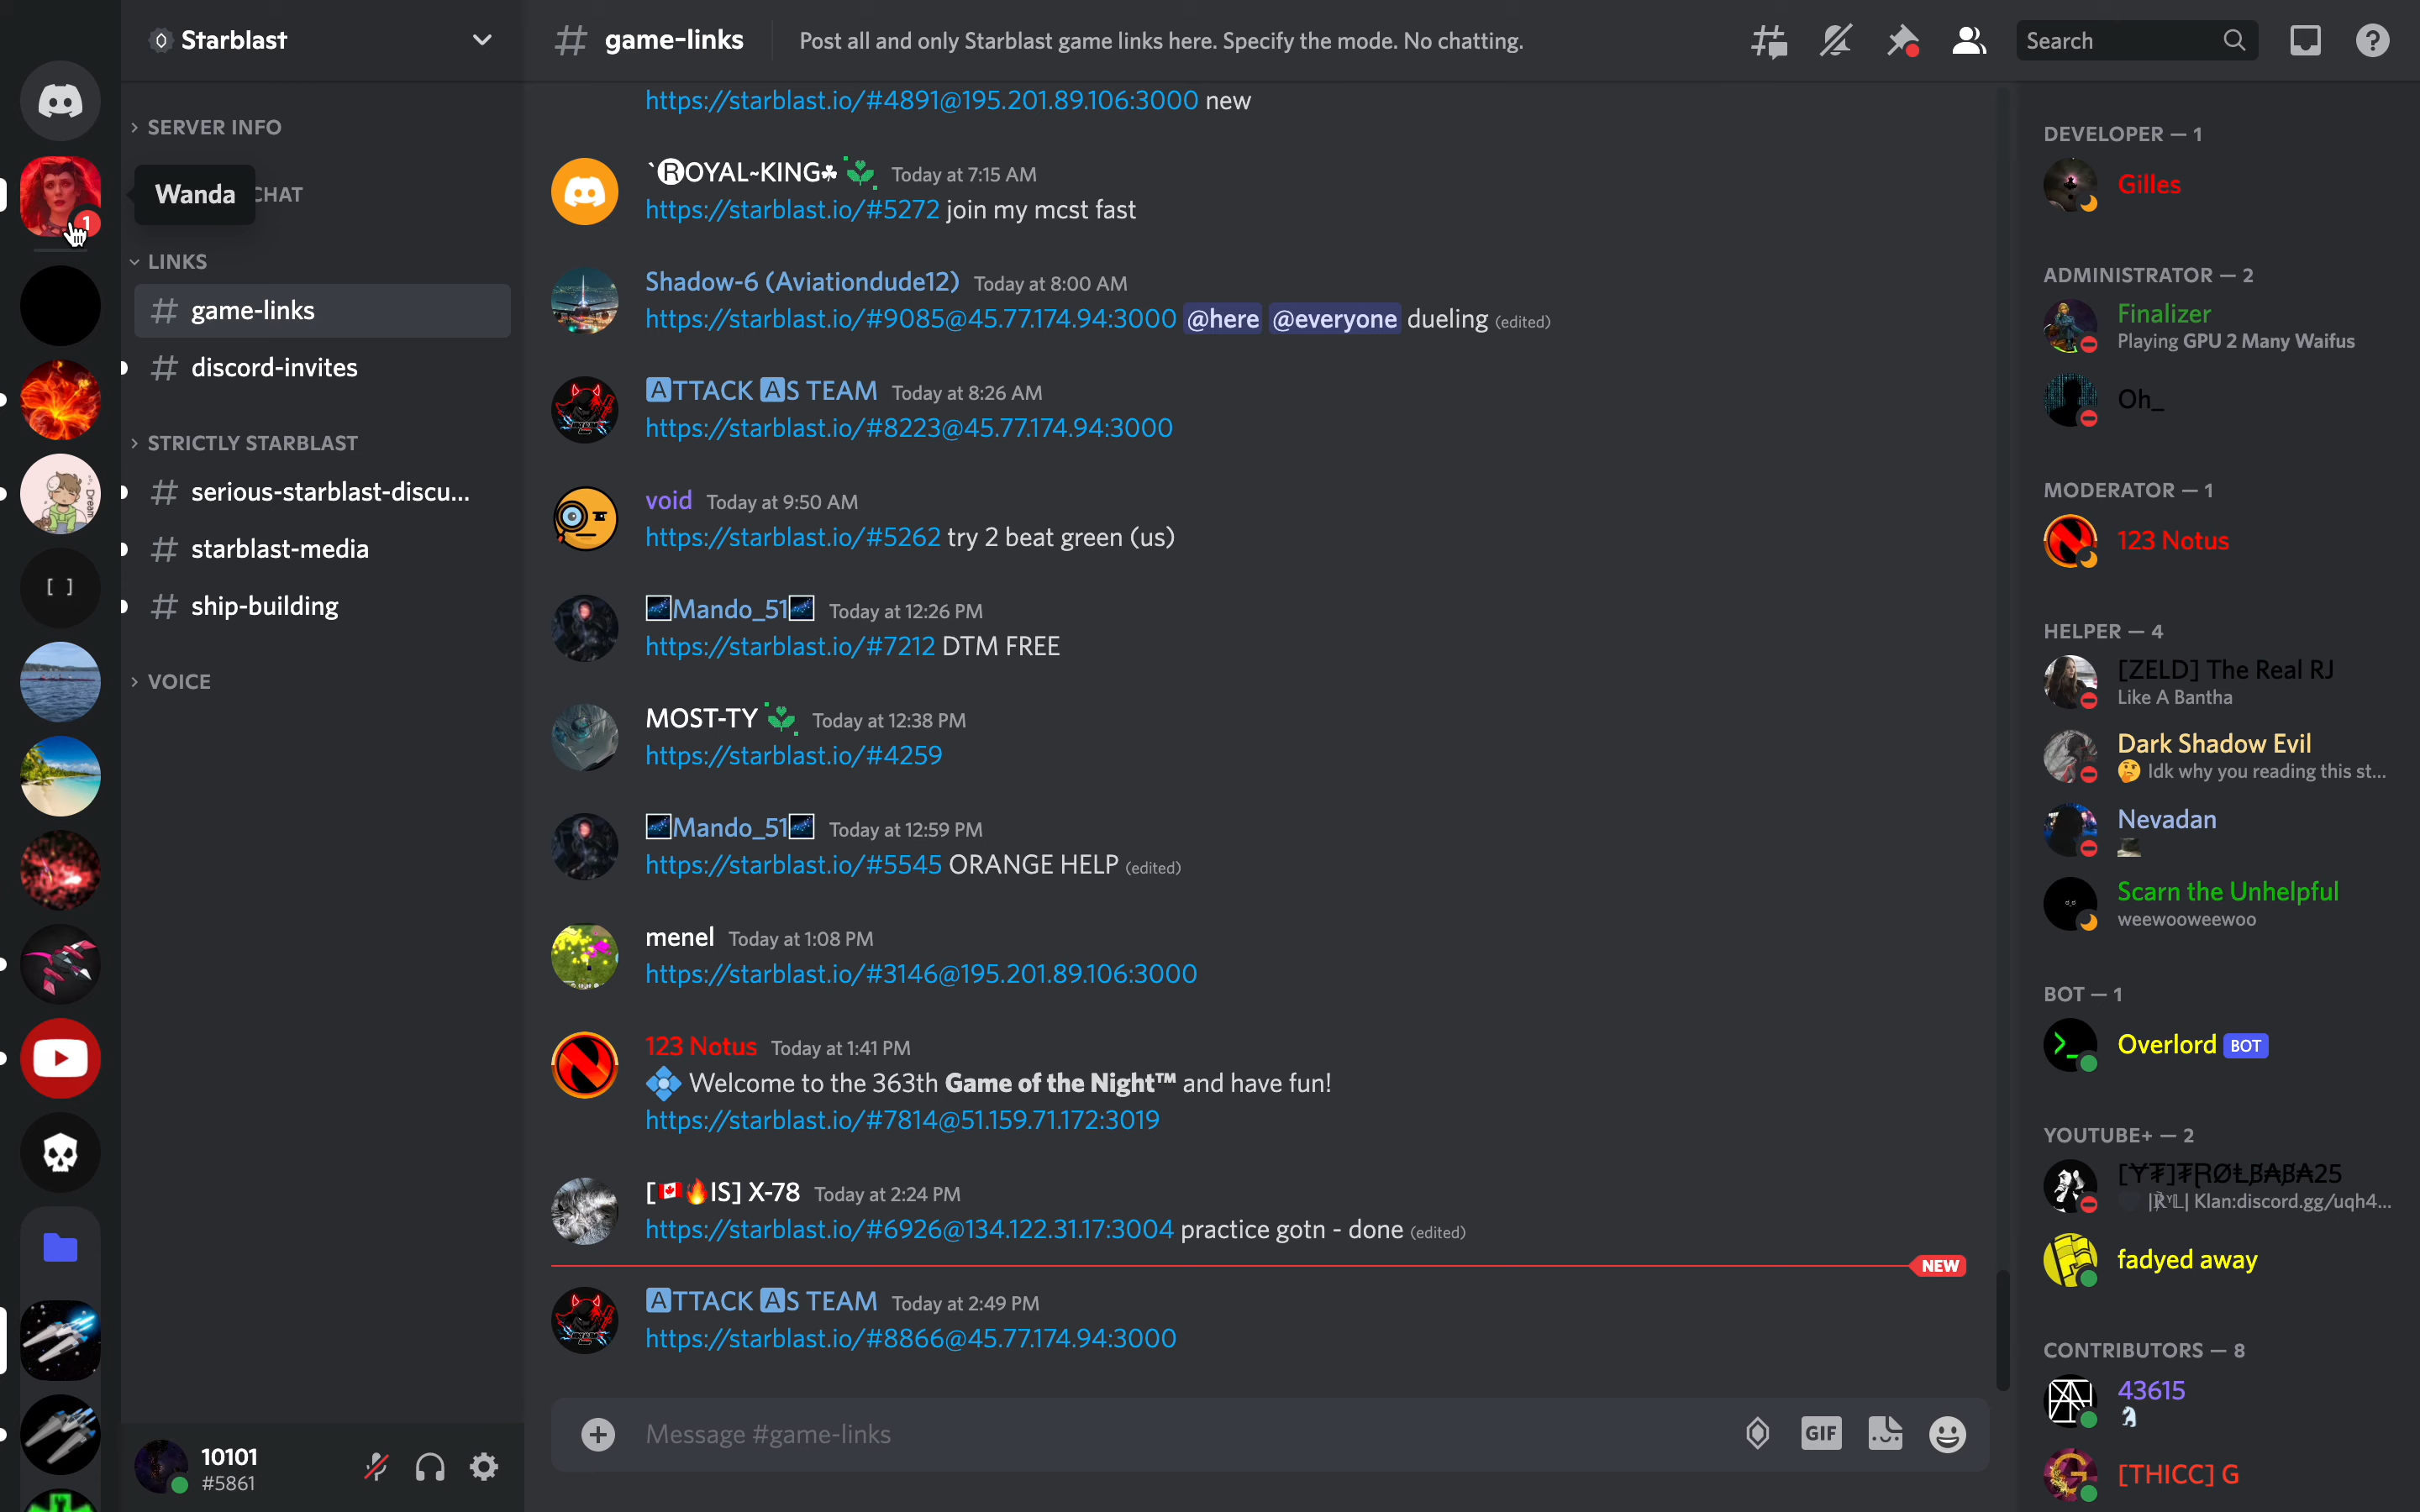 Starblast
SERVER INFO
Wanda
CHAT
LINKS
game-links
discord-invites
STRICTLY STARBLAST
serious-starblast-discu...
starblast-media
ship-building
VOICE
1
[ ]
Dream
10101
#5861
game-links
Post all and only Starblast game links here. Specify the mode. No chatting.
Search
https://starblast.io/#4891@195.201.89.106:3000 new
`🅡OYAL~KING☘ Today at 7:15 AM
https://starblast.io/#5272 join my mcst fast
Shadow-6 (Aviationdude12) Today at 8:00 AM
https://starblast.io/#9085@45.77.174.94:3000 @here @everyone dueling (edited)
🅰TTACK 🅰S TEAM Today at 8:26 AM
https://starblast.io/#8223@45.77.174.94:3000
void Today at 9:50 AM
https://starblast.io/#5262 try 2 beat green (us)
🌌Mando_51🌌 Today at 12:26 PM
https://starblast.io/#7212 DTM FREE
MOST-TY Today at 12:38 PM
https://starblast.io/#4259
🌌Mando_51🌌 Today at 12:59 PM
https://starblast.io/#5545 ORANGE HELP (edited)
menel Today at 1:08 PM
https://starblast.io/#3146@195.201.89.106:3000
123 Notus Today at 1:41 PM
💠 Welcome to the 363th Game of the Night™ and have fun!
https://starblast.io/#7814@51.159.71.172:3019
[🇨🇦🔥IS] X-78 Today at 2:24 PM
https://starblast.io/#6926@134.122.31.17:3004 practice gotn - done (edited)
NEW
🅰TTACK 🅰S TEAM Today at 2:49 PM
https://starblast.io/#8866@45.77.174.94:3000
Message #game-links
GIF
DEVELOPER — 1
Gilles
ADMINISTRATOR — 2
Finalizer
Playing GPU 2 Many Waifus
Oh_
MODERATOR — 1
123 Notus
HELPER — 4
[ZELD] The Real RJ
Like A Bantha
Dark Shadow Evil
🤔 Idk why you reading this st...
Nevadan
Scarn the Unhelpful
weewooweewoo
BOT — 1
Overlord BOT
YOUTUBE+ — 2
Klan:discord.gg/uqh4...
fadyed away
CONTRIBUTORS — 8
43615
[THICC] G